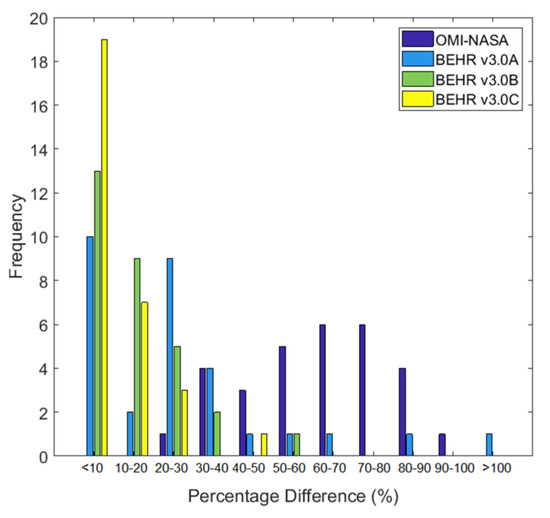 20
18
16
14
12
10
8
6
4
2
0
Frequency
OMI-NASA
BEHR v3.0A
BEHR v3.0B
BEHR v3.0C
<10 10-20 20-30 30-40 40-50 50-60 60-70 70-80 80-90 90-100 >100
Percentage Difference (%)